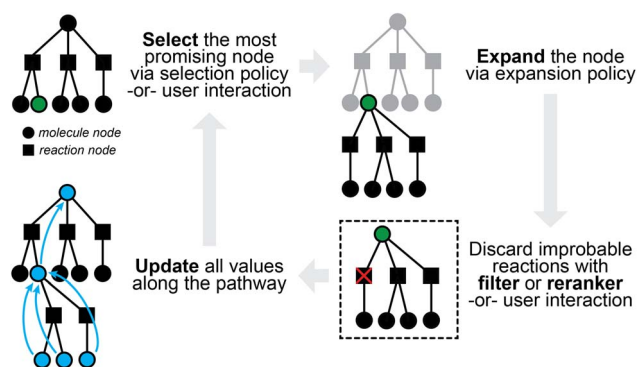 Select the most
promising node
via selection policy
-or- user interaction
Expand the node
via expansion policy
molecule node
reaction node
Discard improbable
reactions with
filter or reranker
-or- user interaction
Update all values
along the pathway